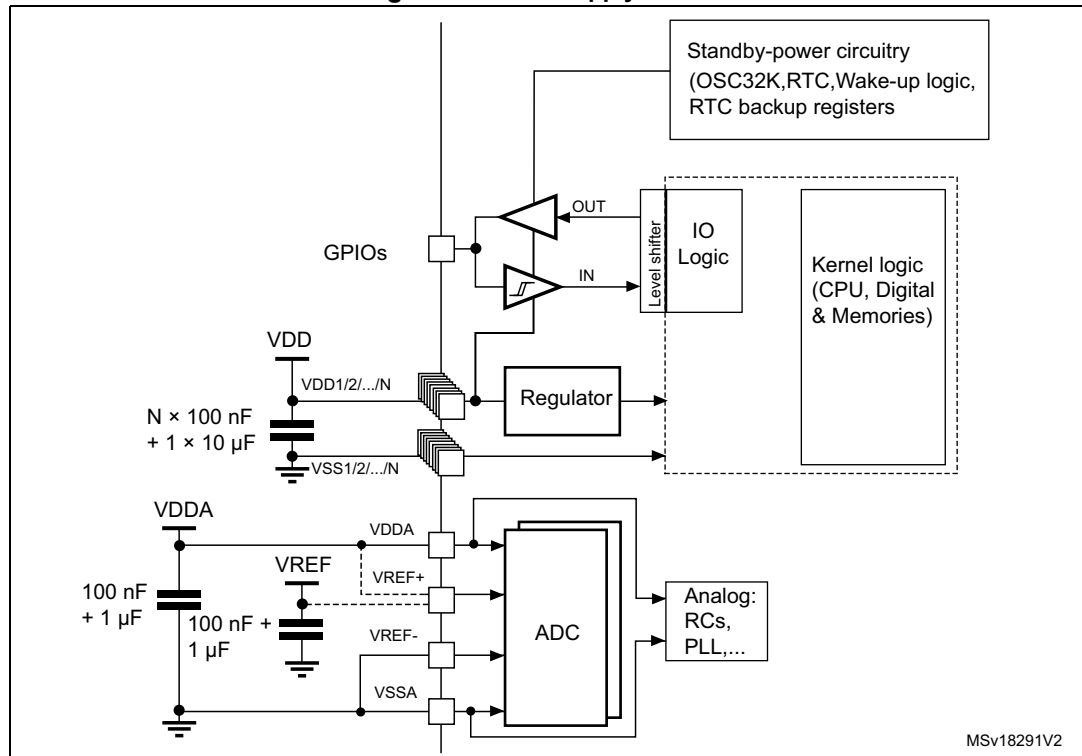 Standby-power circuitry
(OSC32K,RTC,Wake-up logic,
RTC backup registers
OUT
IO
Logic
Level shifter
GPIOs
IN
Kernel logic
(CPU, Digital
& Memories)
VDD
VDD1/2/.../N
Regulator
N × 100 nF
+ 1 × 10 µF
VSS1/2/.../N
VDDA
VDDA
VREF
VREF+
100 nF
+ 1 µF
100 nF +
1 µF
VREF-
ADC
Analog:
RCs,
PLL,...
VSSA
MSv18291V2